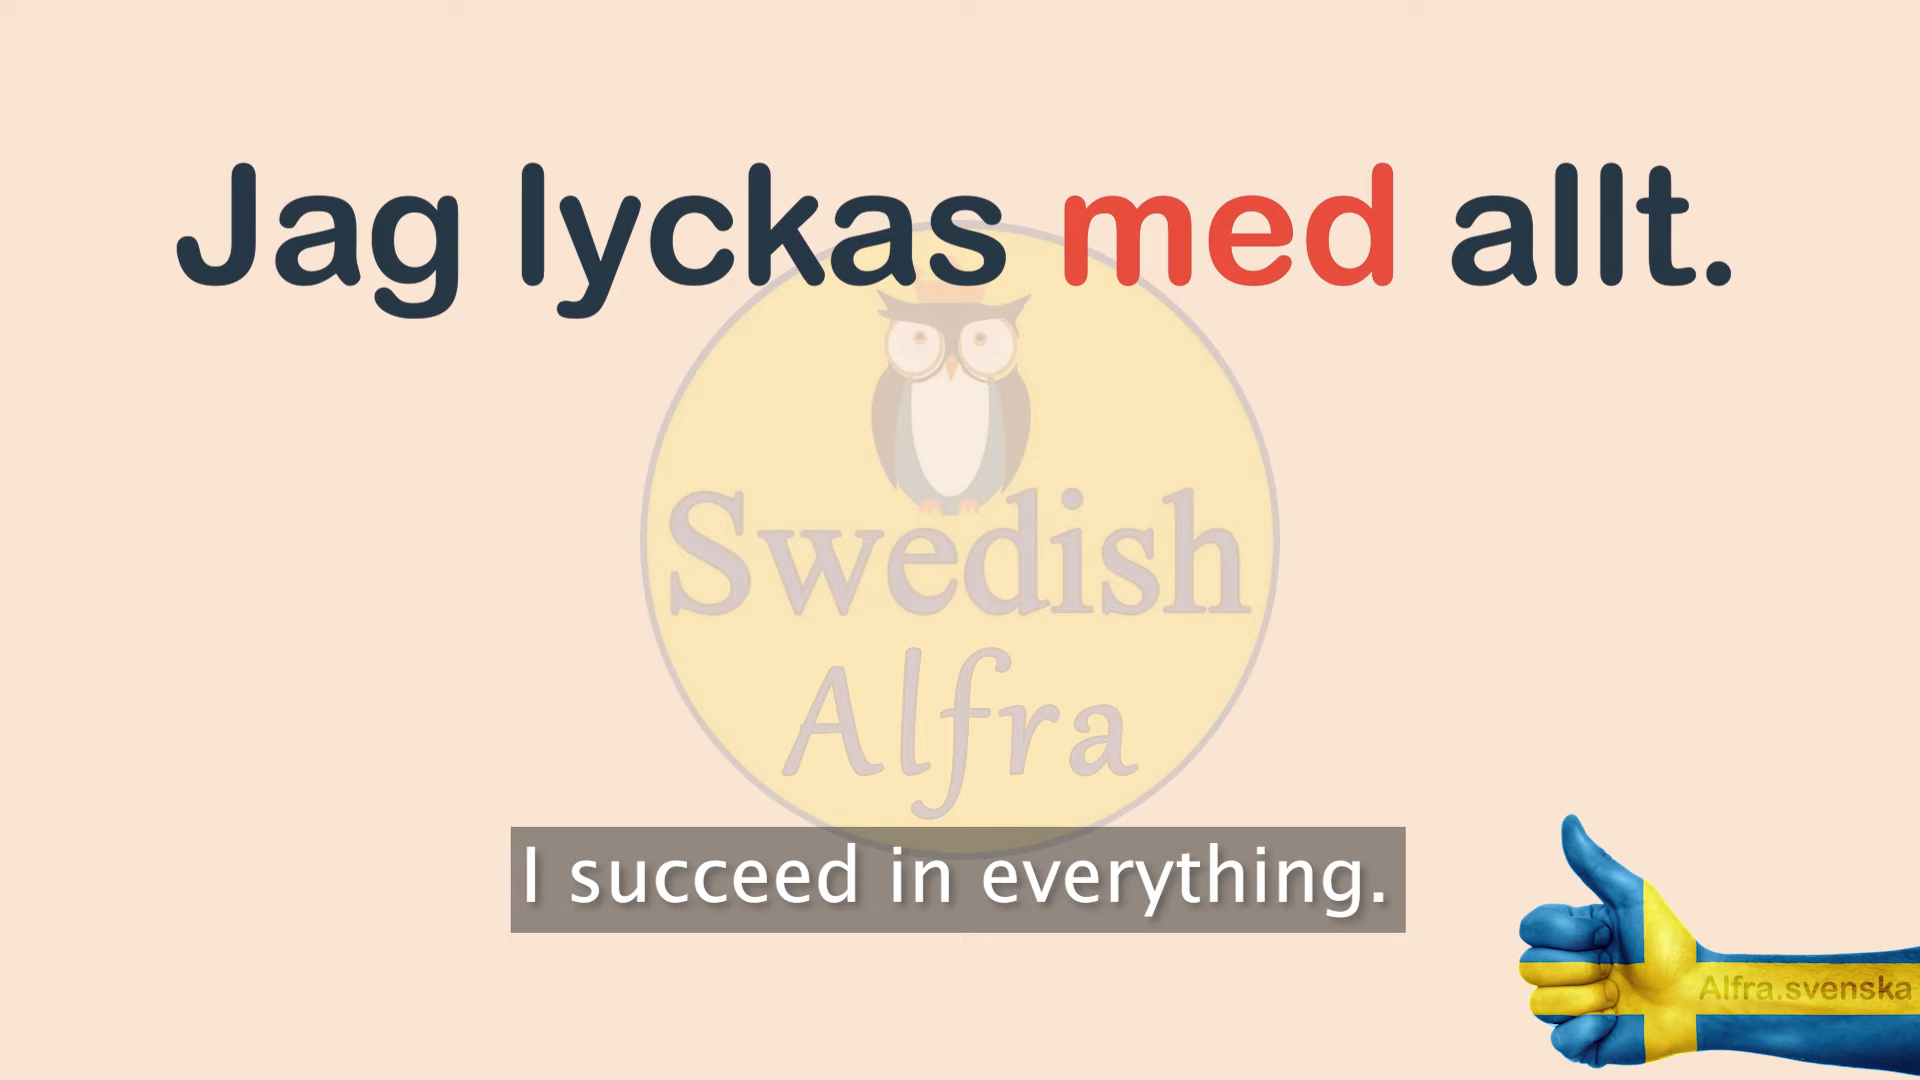 Jag lyckas med allt.
Swedish
Alfra
I succeed in everything.
Alfra.svenska